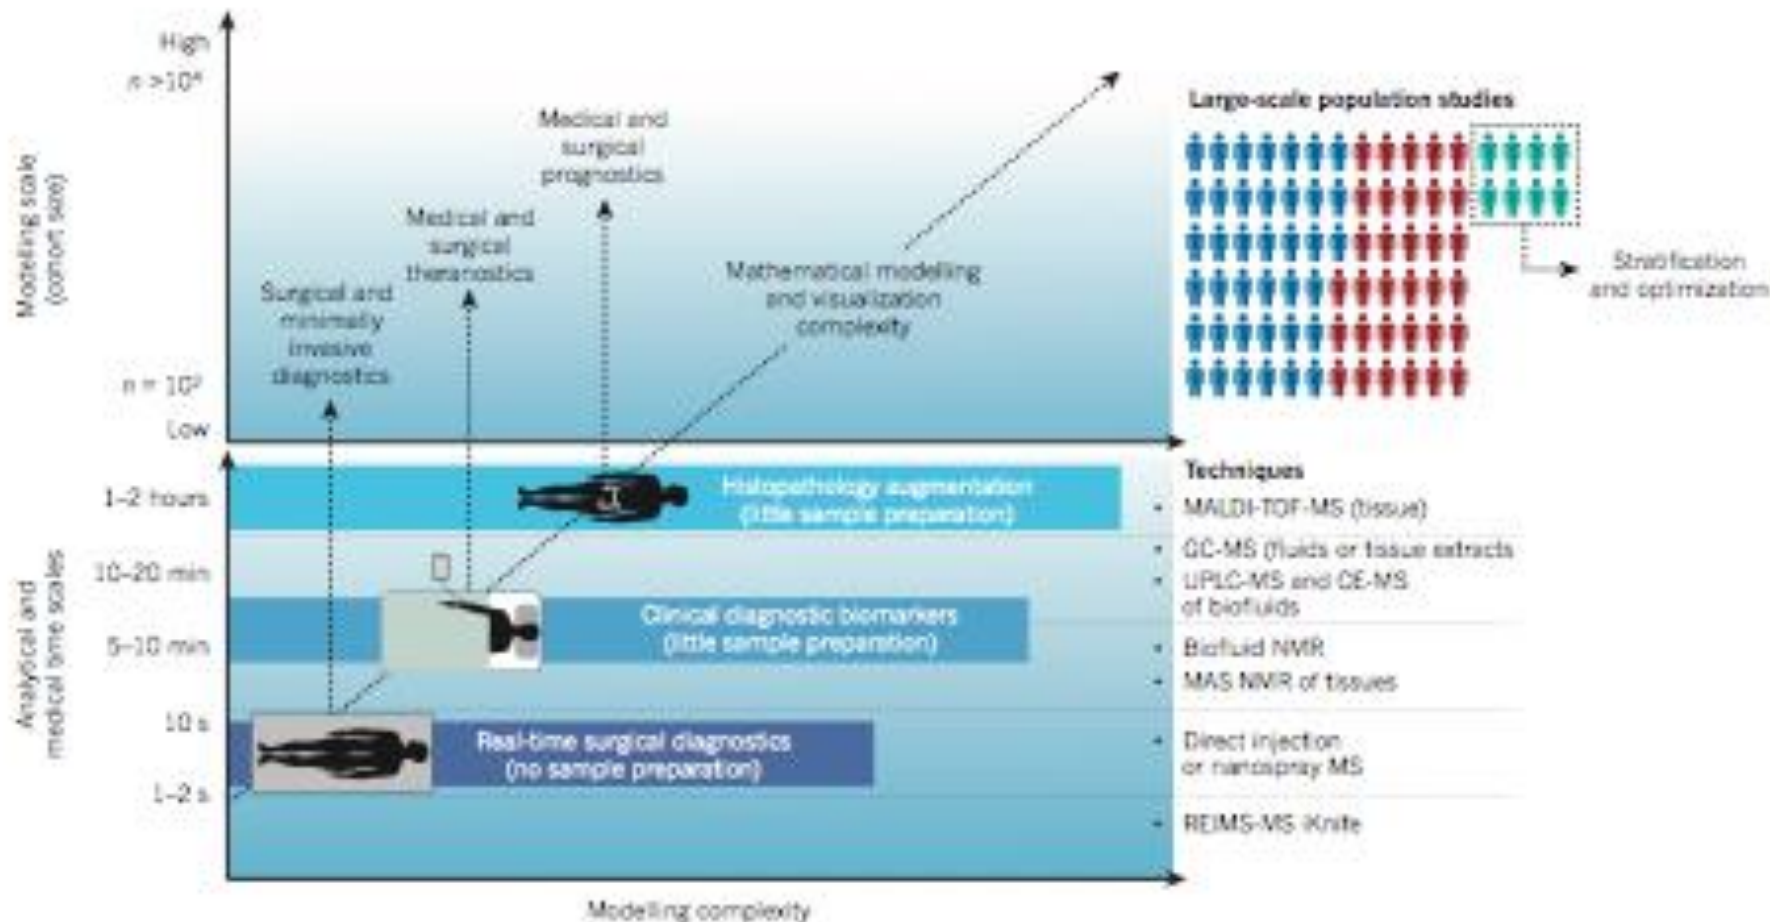 High
n >10⁴
Modelling scale
(cohort size)
n = 10²
Low
Surgical and
minimally
invasive
diagnostics
Medical and
surgical
theranostics
Medical and
surgical
prognostics
Mathematical modelling
and visualization
complexity
Large-scale population studies
Stratification
and optimization
Analytical and
medical time scales
1–2 hours
10–20 min
5–10 min
10 s
1–2 s
Histopathology augmentation
(little sample preparation)
Clinical diagnostic biomarkers
(little sample preparation)
Real-time surgical diagnostics
(no sample preparation)
Techniques
• MALDI-TOF-MS (tissue)
• GC-MS (fluids or tissue extracts
• UPLC-MS and CE-MS
of biofluids
• Biofluid NMR
• MAS NMR of tissues
• Direct injection
or nanospray MS
• REIMS-MS iKnife
Modelling complexity